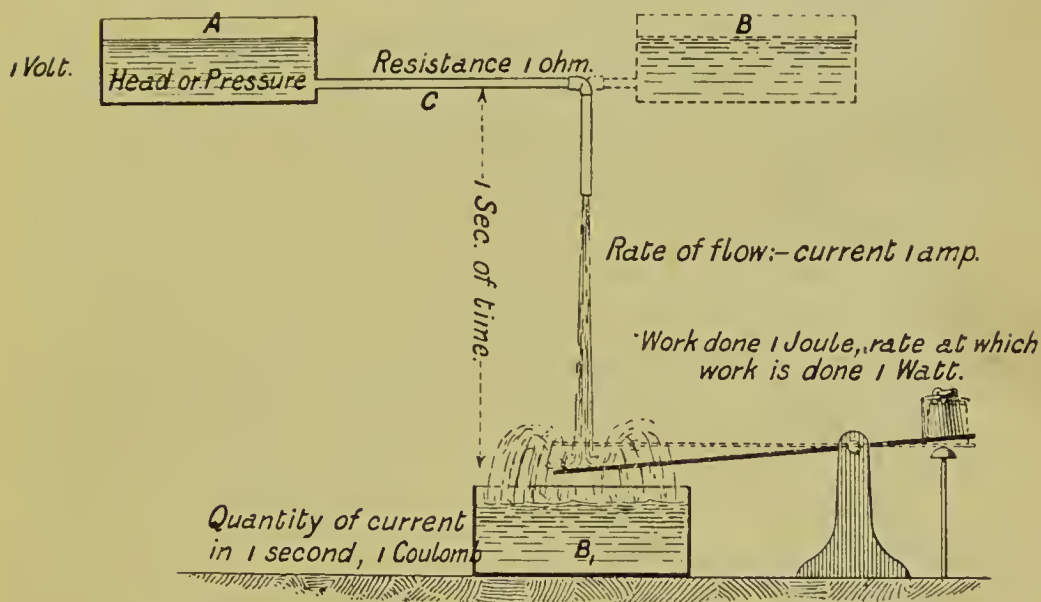 A
B
1 Volt.
Head or Pressure
Resistance 1 ohm.
C
1 Sec. of time.
Rate of flow:- current 1 amp.
Work done 1 Joule, rate at which
work is done 1 Watt.
Quantity of current
in 1 second, 1 Coulomb
B1